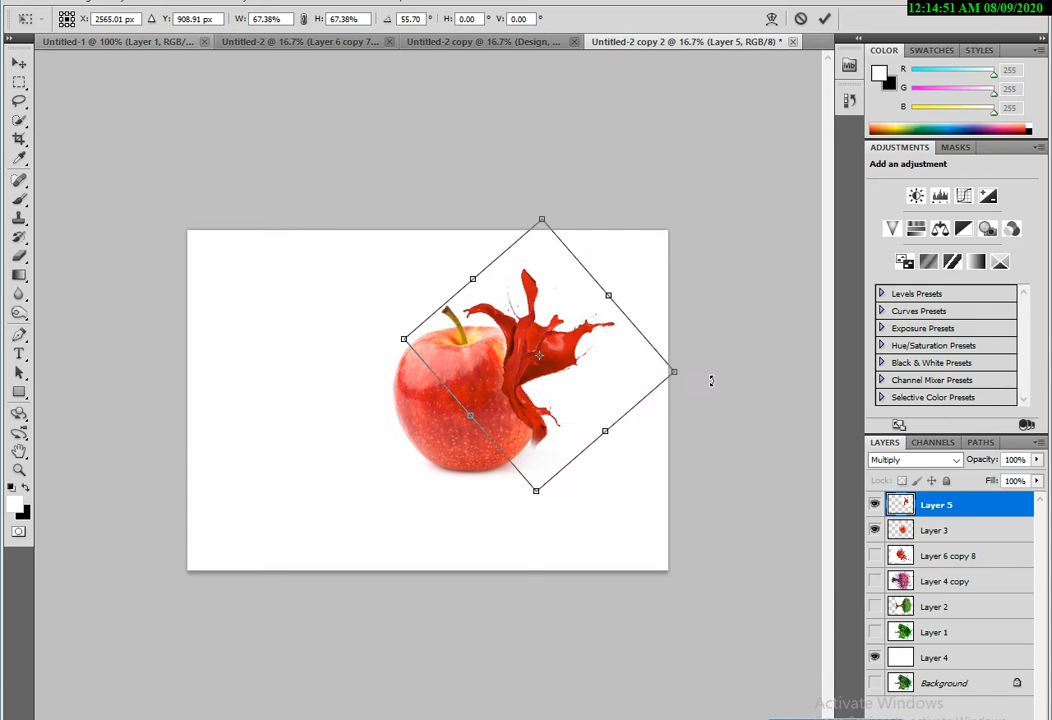 12:14:51 AM 08/09/2020
X: 2565.01 px Y: 908.91 px W: 67.38% H: 67.38% 55.70 ° H: 0.00 ° V: 0.00 °
Untitled-1 @ 100% (Layer 1, RGB/... Untitled-2 @ 16.7% (Layer 6 copy 7... Untitled-2 copy @ 16.7% (Design, ... Untitled-2 copy 2 @ 16.7% (Layer 5, RGB/8) *
COLOR SWATCHES STYLES
Mb
R 255
G 255
B 255
ADJUSTMENTS MASKS
Add an adjustment
Levels Presets
Curves Presets
Exposure Presets
Hue/Saturation Presets
Black & White Presets
Channel Mixer Presets
Selective Color Presets
LAYERS CHANNELS PATHS
Multiply Opacity: 100%
Lock: Fill: 100%
Layer 5
Layer 3
Layer 6 copy 8
Layer 4 copy
Layer 2
Layer 1
Layer 4
Background
Activate Windows